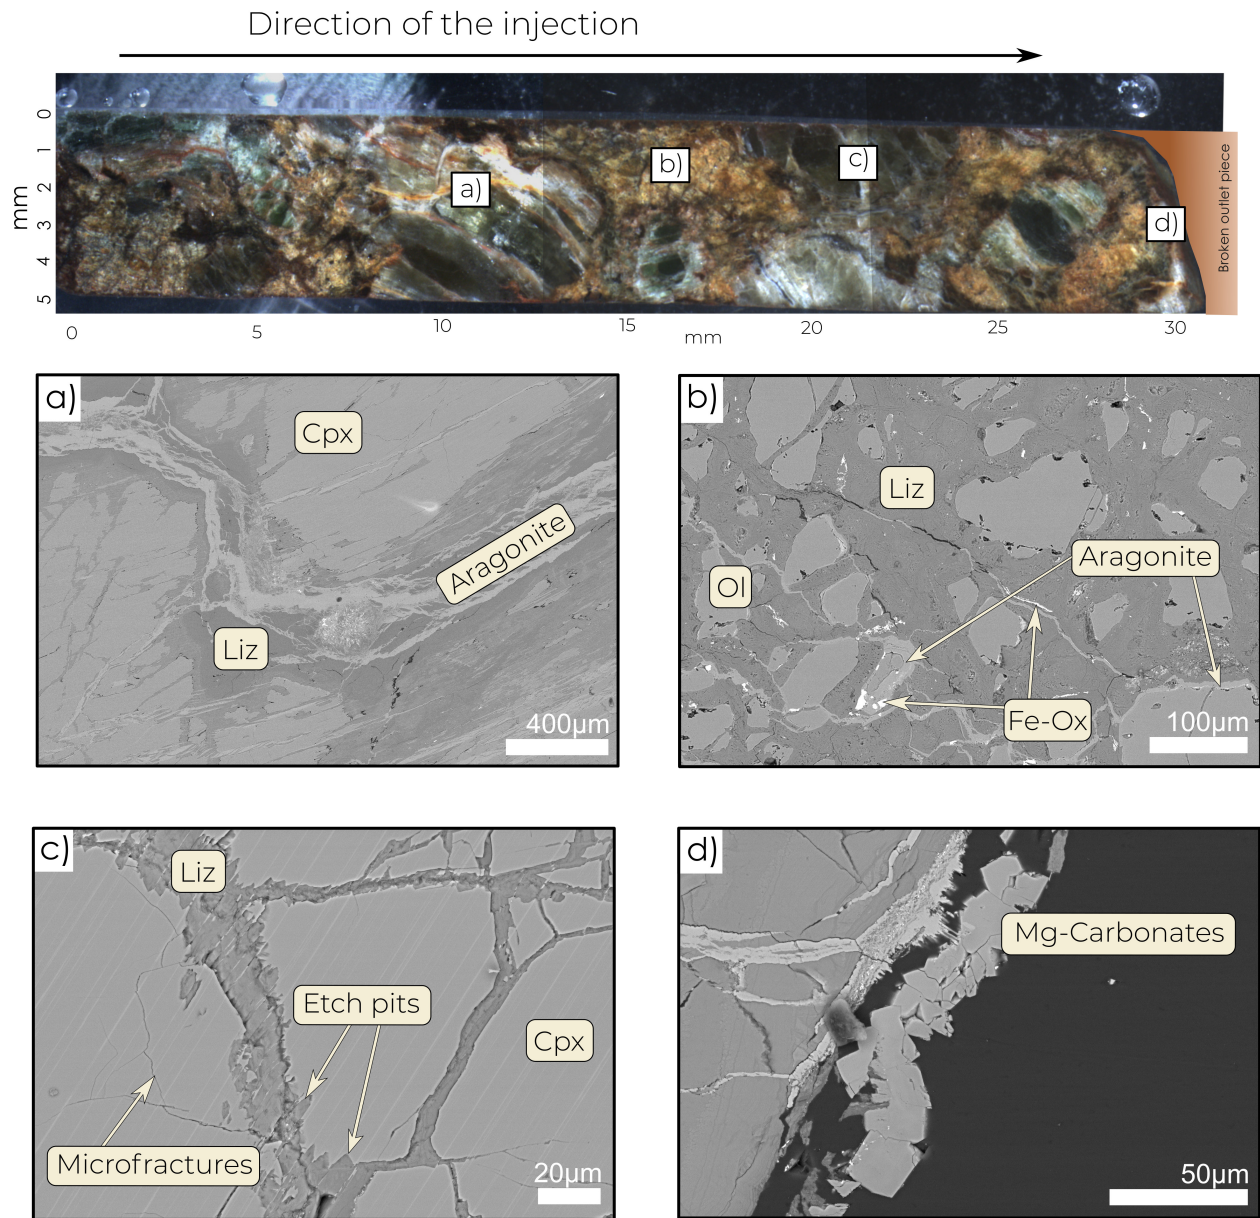 Direction of the injection
0
1
2
3
4
5
mm
a)
b)
c)
d)
Broken outlet piece
0
5
10
15
20
25
30
mm
a)
Cpx
Aragonite
Liz
400µm
b)
Liz
Aragonite
Ol
Fe-Ox
100µm
c)
Liz
Etch pits
Cpx
Microfractures
20µm
d)
Mg-Carbonates
50µm